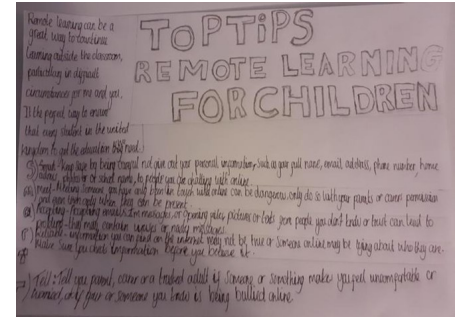 Remote learning can be a
great way to continue
learning outside the classroom,
particulary in difficult
circumstances for me and you.
It the propal way to ensure
that every student in the united
kingdom to get the education they need.
TOP TIPS
REMOTE LEARNING
FOR CHILDREN
Smart - keep safe by being careful not give out your personal information, such as your full name, email address, phone number, home
address, or school name, to people you are chatting with online.
meet - meeting someone you have only been in touch with online can be dangerous. only do so with your parents or carers permission
and even then only when they can be present.
Accepting - Accepting emails, messages, or opening files, pictures or texts from people you don't know or trust can lead to
problems - they may contain viruses or nasty messages.
Reliable - information you can find on the internet may not be true or someone online may be lying about who they are.
Make sure you check information before you believe it.
Tell: Tell your parent, carer or a trusted adult if someone or something make you feel uncomfortable or
worried, or if you or someone you know is being bullied online.